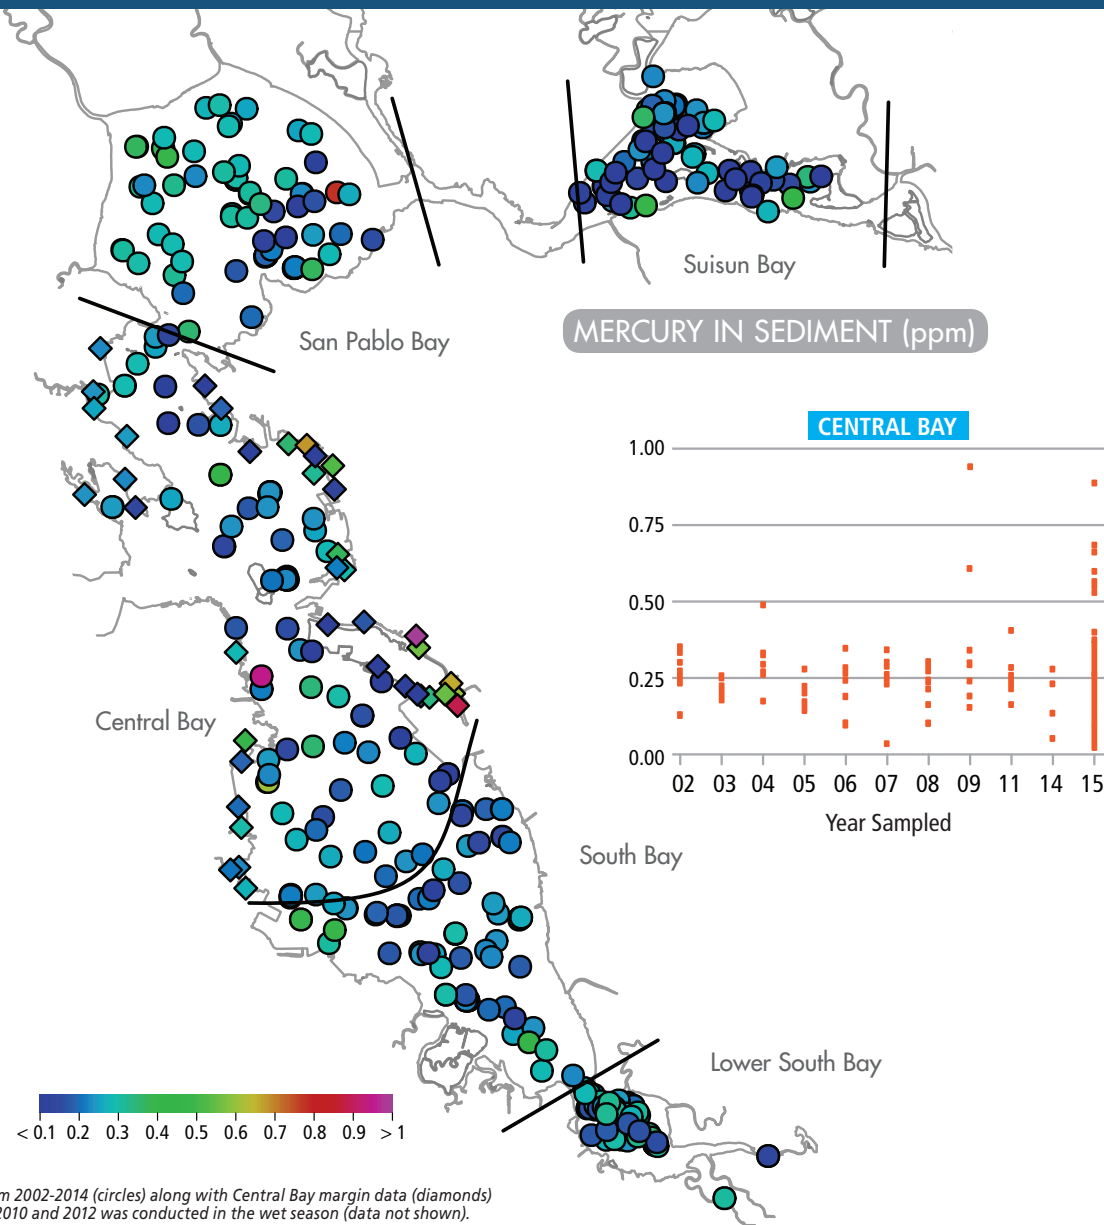 Suisun Bay
San Pablo Bay
MERCURY IN SEDIMENT (ppm)
CENTRAL BAY
1.00
0.75
0.50
0.25
0.00
02 03 04 05 06 07 08 09 11 14 15
Year Sampled
Central Bay
South Bay
Lower South Bay
< 0.1 0.2 0.3 0.4 0.5 0.6 0.7 0.8 0.9 > 1
2002-2014 (circles) along with Central Bay margin data (diamonds)
2010 and 2012 was conducted in the wet season (data not shown).